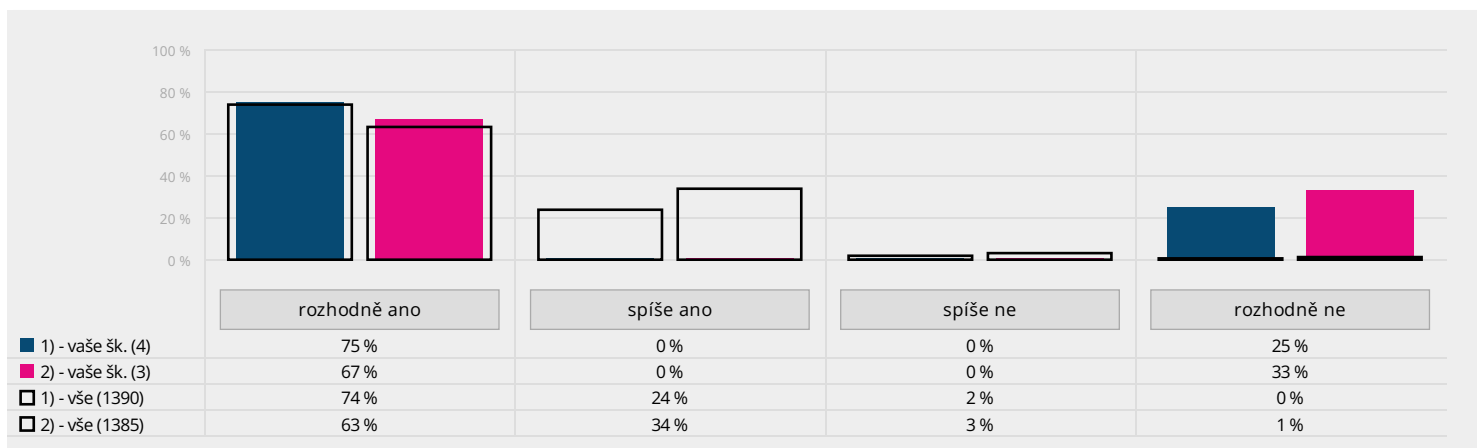 100 %
80 %
60 %
40 %
20 %
0 %
rozhodně ano spíše ano spíše ne rozhodně ne
1) - vaše šk. (4) 75 % 0 % 0 % 25 %
2) - vaše šk. (3) 67 % 0 % 0 % 33 %
1) - vše (1390) 74 % 24 % 2 % 0 %
2) - vše (1385) 63 % 34 % 3 % 1 %